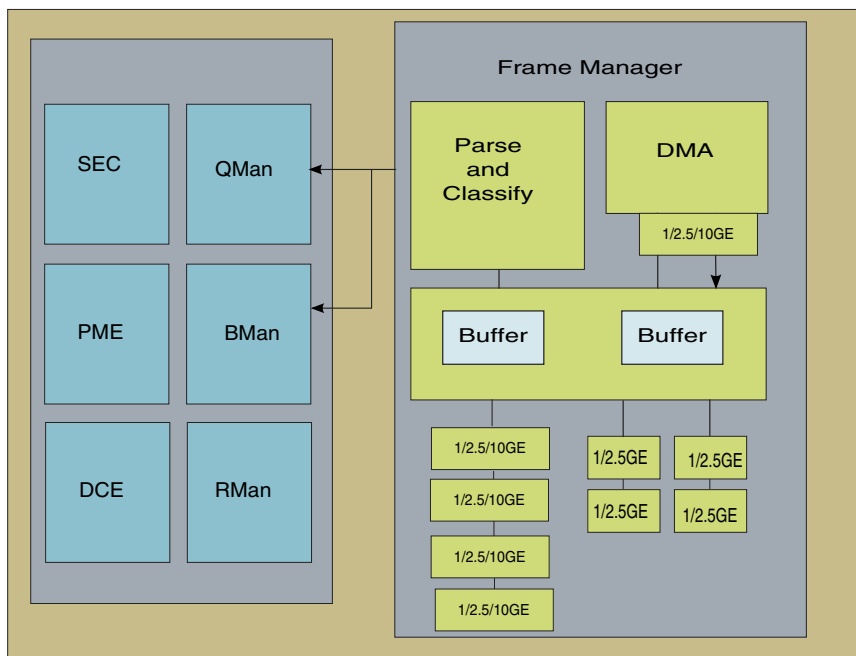 Frame Manager
SEC
QMan
Parse
and
Classify
DMA
1/2.5/10GE
PME
BMan
Buffer
Buffer
DCE
RMan
1/2.5/10GE
1/2.5/10GE
1/2.5/10GE
1/2.5/10GE
1/2.5GE
1/2.5GE
1/2.5GE
1/2.5GE